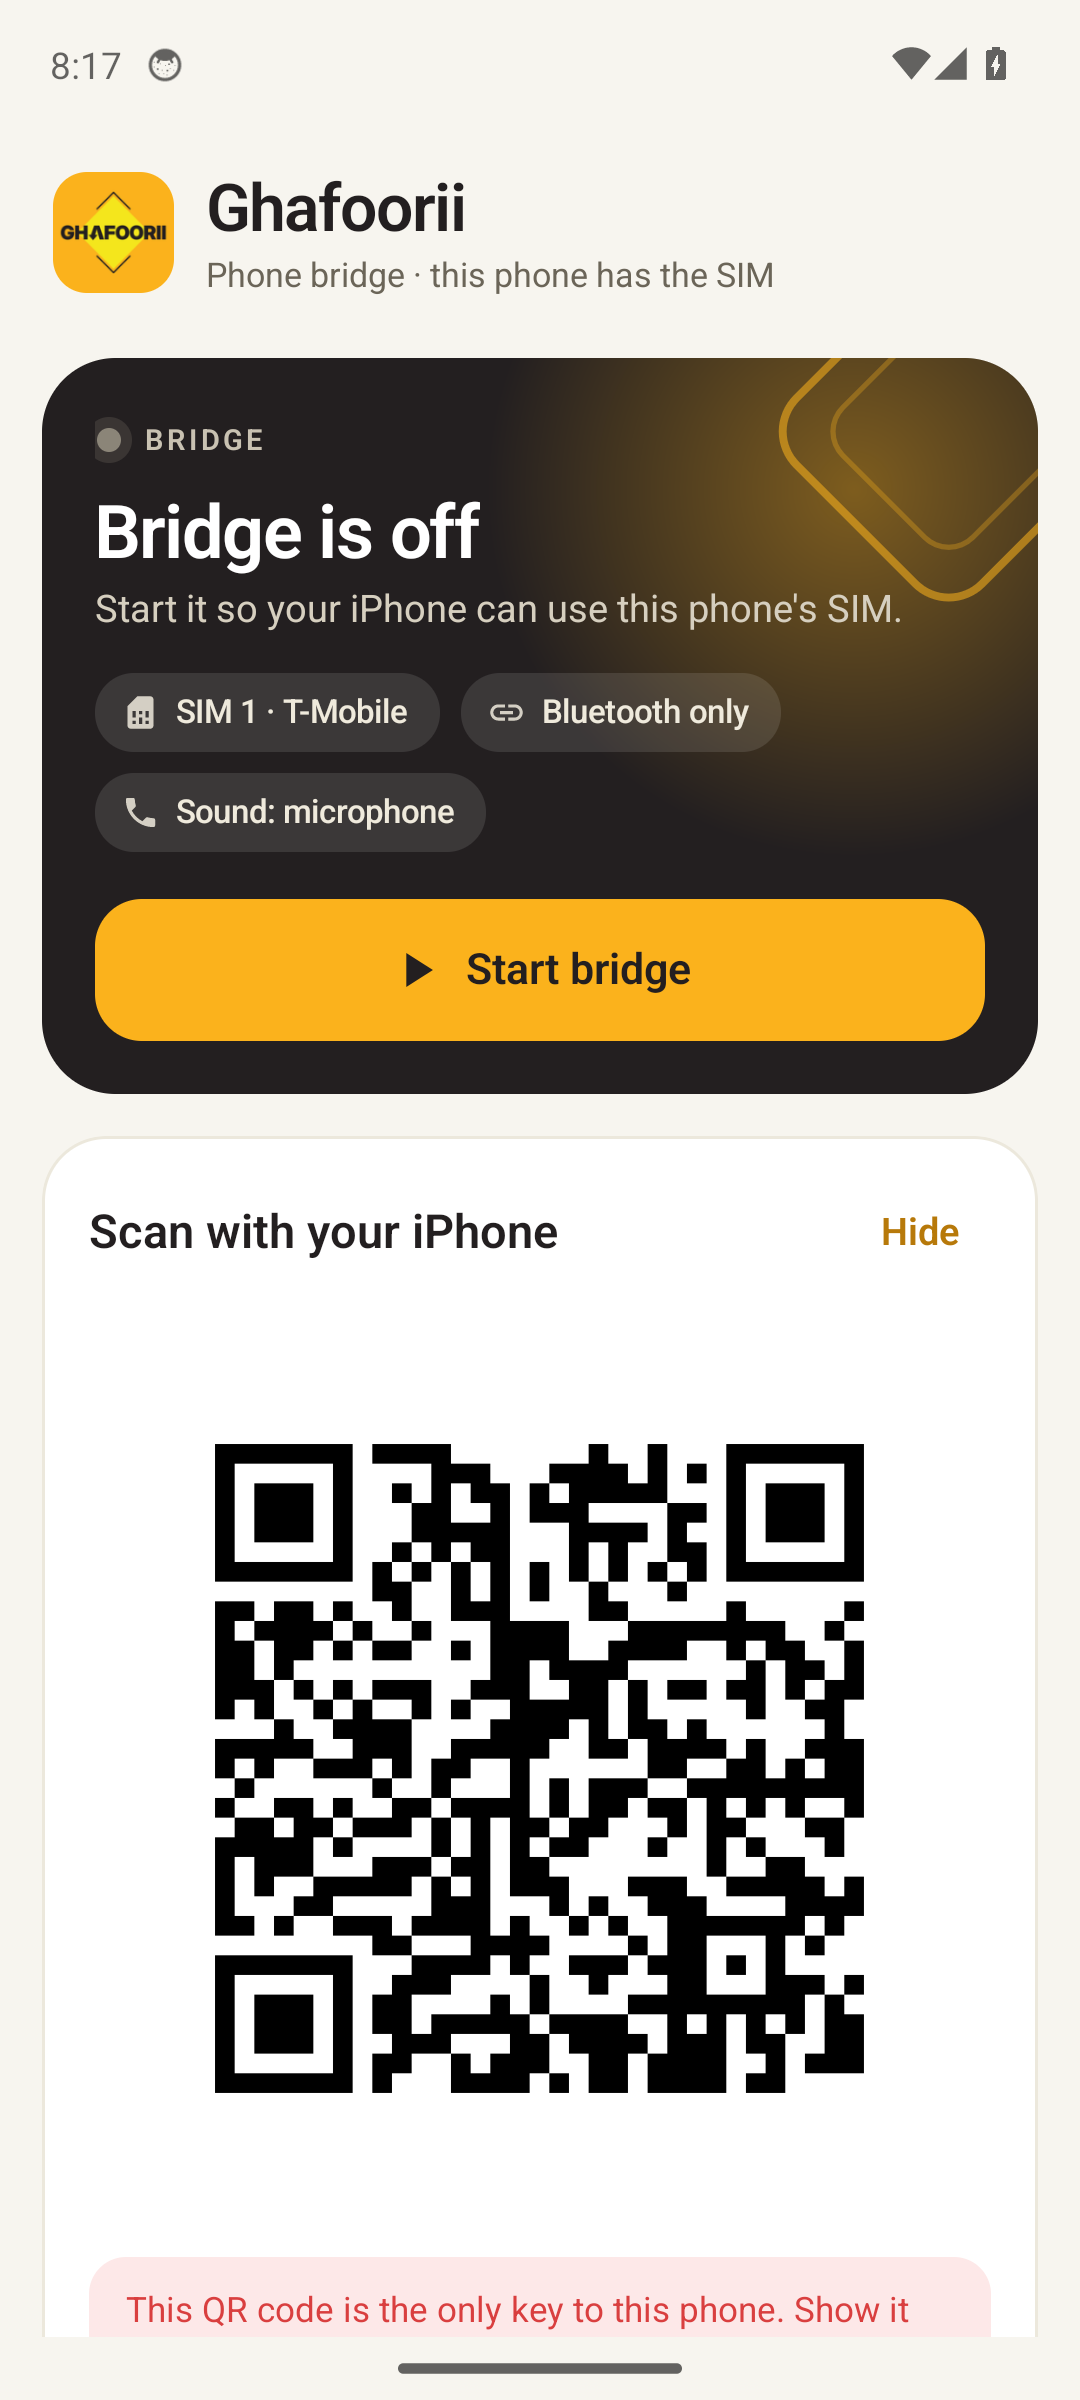 8:17
GHAFOORII
Ghafoorii
Phone bridge · this phone has the SIM
BRIDGE
Bridge is off
Start it so your iPhone can use this phone's SIM.
SIM 1 · T-Mobile
Bluetooth only
Sound: microphone
Start bridge
Scan with your iPhone
Hide
This QR code is the only key to this phone. Show it